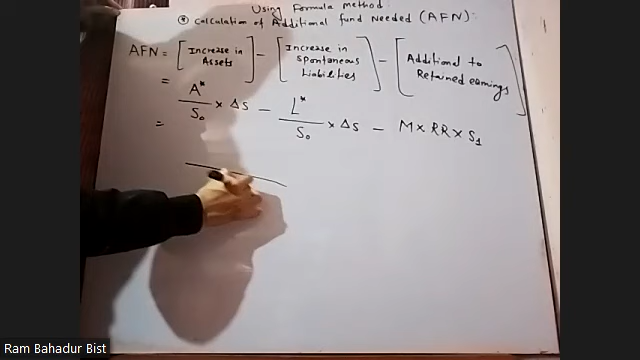 Using Formula Method:
* Calculation of Additional fund Needed (AFN):
AFN = [Increase in Assets] - [Increase in Spontaneous Liabilities] - [Additional to Retained earnings]
= A*/S₀ × ΔS - L*/S₀ × ΔS - M × RR × S₁
=
Ram Bahadur Bist